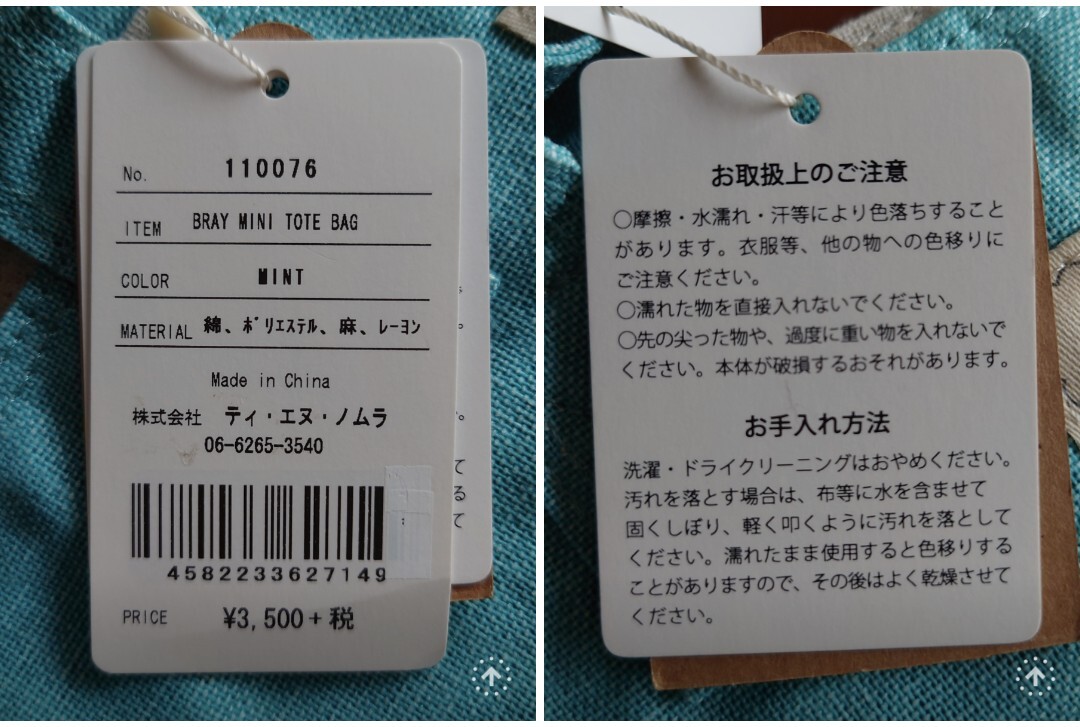 No. 110076
ITEM BRAY MINI TOTE BAG
COLOR MINT
MATERIAL 綿、ﾎﾟﾘｴｽﾃﾙ、麻、ﾚｰﾖﾝ
Made in China
株式会社 ティ・エヌ・ノムラ
06-6265-3540
4582233627149
PRICE ¥3,500+税
て
る
て
お取扱上のご注意
○摩擦・水濡れ・汗等により色落ちすること
があります。衣服等、他の物への色移りに
ご注意ください。
○濡れた物を直接入れないでください。
○先の尖った物や、過度に重い物を入れないで
ください。本体が破損するおそれがあります。
お手入れ方法
洗濯・ドライクリーニングはおやめください。
汚れを落とす場合は、布等に水を含ませて
固くしぼり、軽く叩くように汚れを落として
ください。濡れたまま使用すると色移りする
ことがありますので、その後はよく乾燥させて
ください。